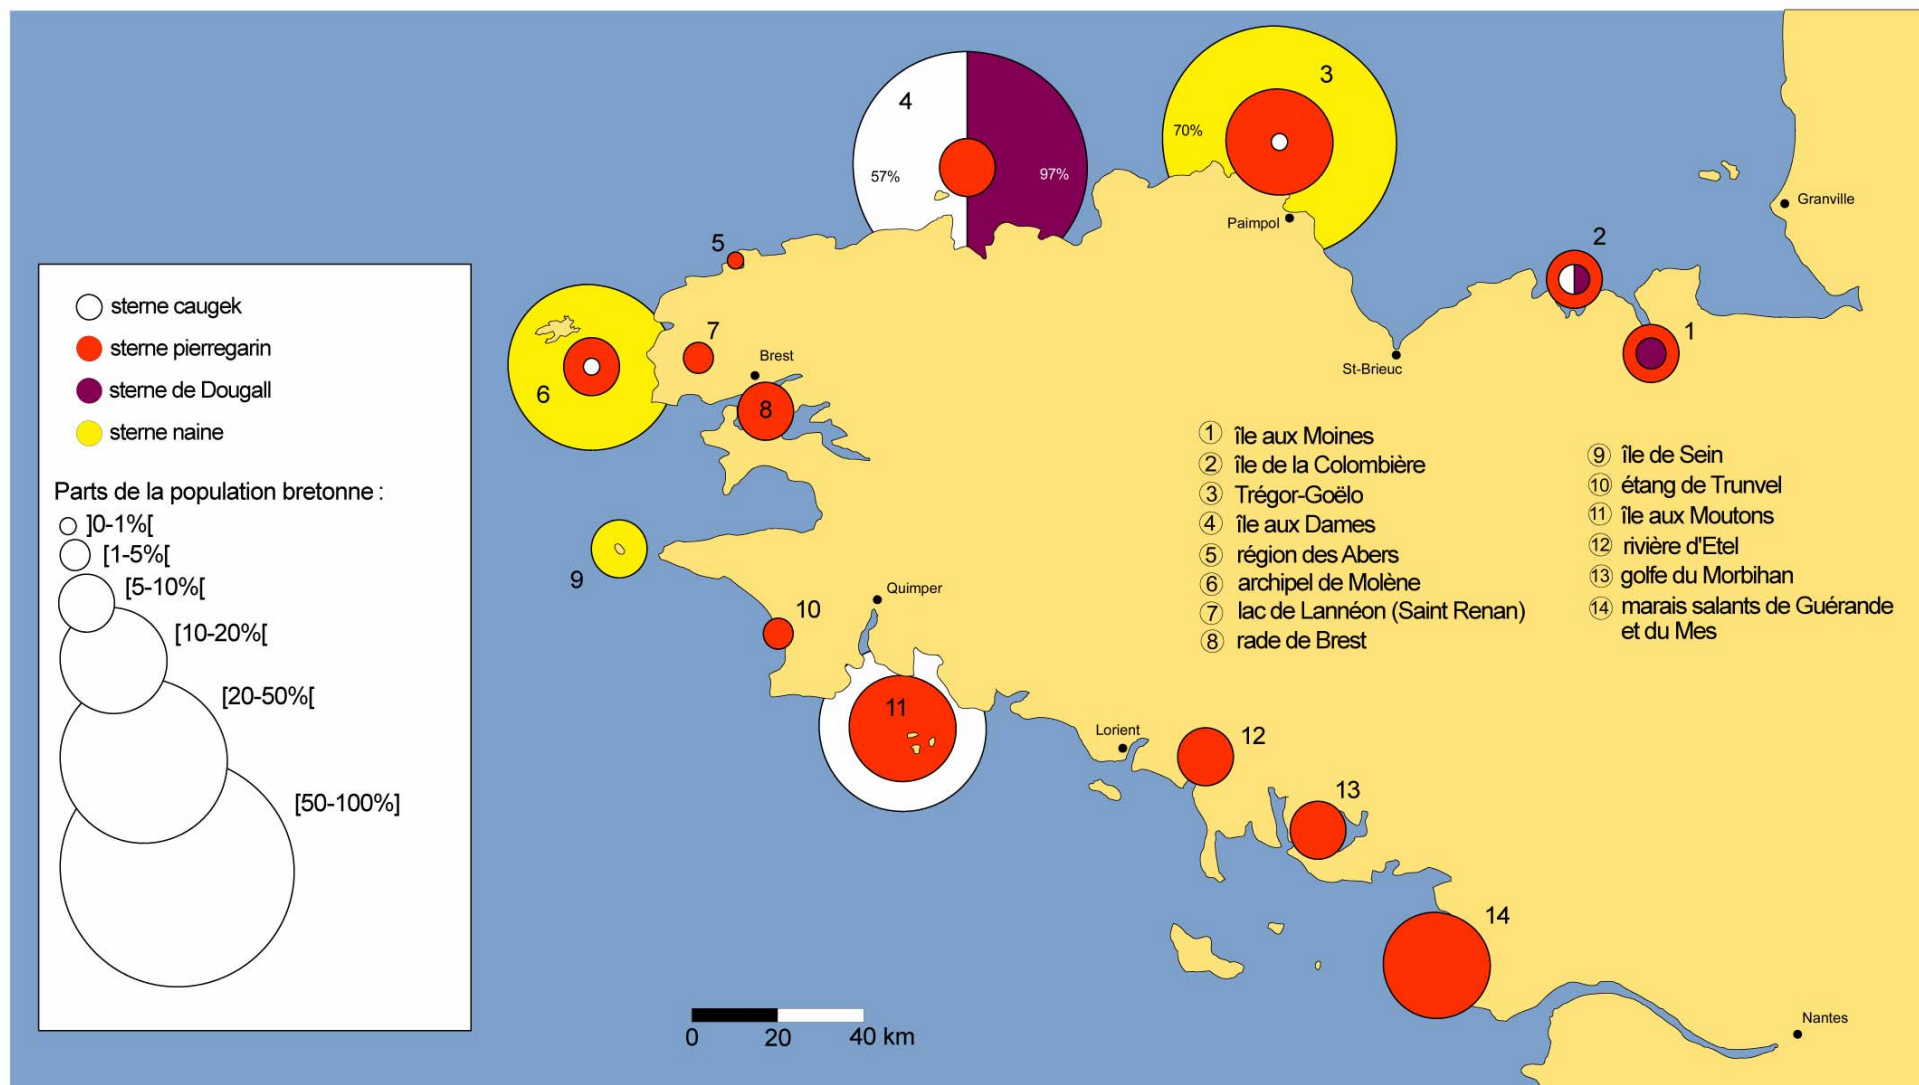 4
3
70%
57%
97%
Granville
Paimpol
2
5
1
7
Brest
St-Brieuc
6
8
9
10
Quimper
11
Lorient
12
13
14
Nantes
sterne caugek
sterne pierregarin
sterne de Dougall
sterne naine
Parts de la population bretonne :
]0-1%[
[1-5%[
[5-10%[
[10-20%[
[20-50%[
[50-100%]
1 île aux Moines
2 île de la Colombière
3 Trégor-Goëlo
4 île aux Dames
5 région des Abers
6 archipel de Molène
7 lac de Lannéon (Saint Renan)
8 rade de Brest
9 île de Sein
10 étang de Trunvel
11 île aux Moutons
12 rivière d'Etel
13 golfe du Morbihan
14 marais salants de Guérande
et du Mes
0 20 40 km